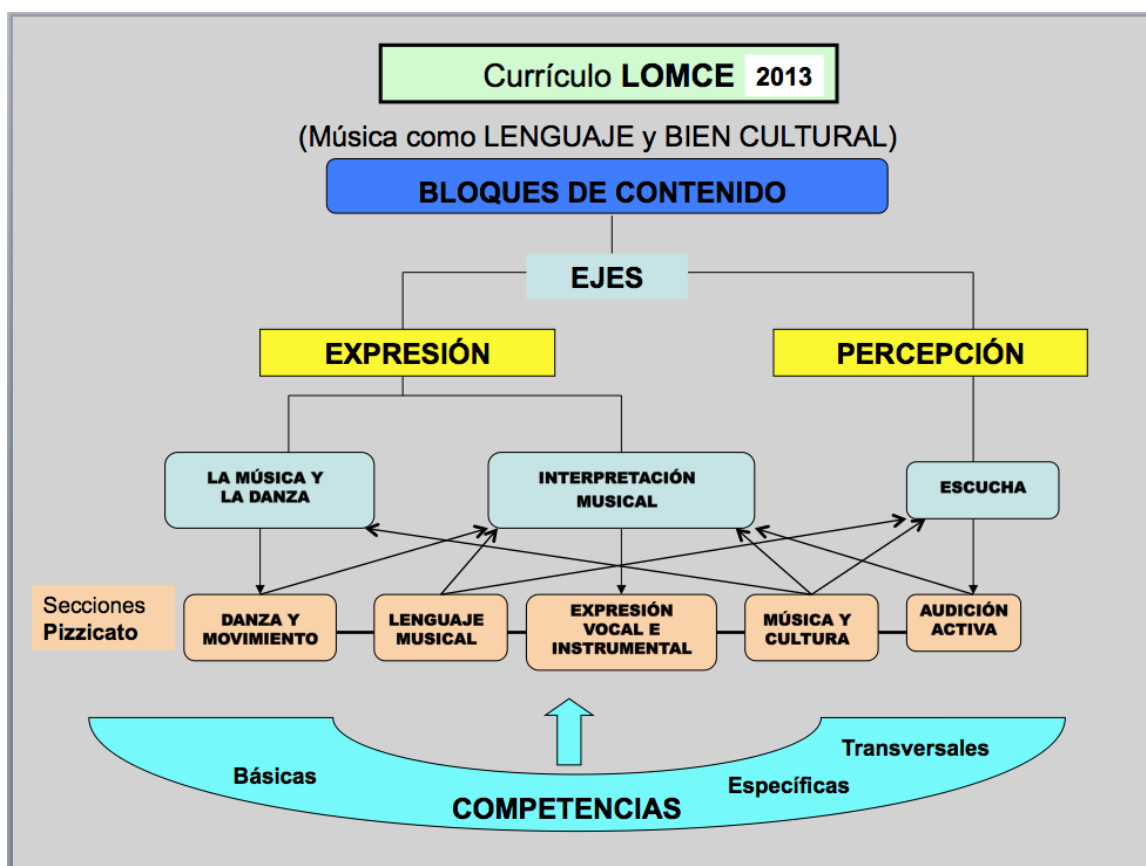 Currículo LOMCE 2013
(Música como LENGUAJE y BIEN CULTURAL)
BLOQUES DE CONTENIDO
EJES
EXPRESIÓN
PERCEPCIÓN
LA MÚSICA Y
LA DANZA
INTERPRETACIÓN
MUSICAL
ESCUCHA
Secciones
Pizzicato
DANZA Y
MOVIMIENTO
LENGUAJE
MUSICAL
EXPRESIÓN
VOCAL E
INSTRUMENTAL
MÚSICA Y
CULTURA
AUDICIÓN
ACTIVA
Básicas
Transversales
Específicas
COMPETENCIAS